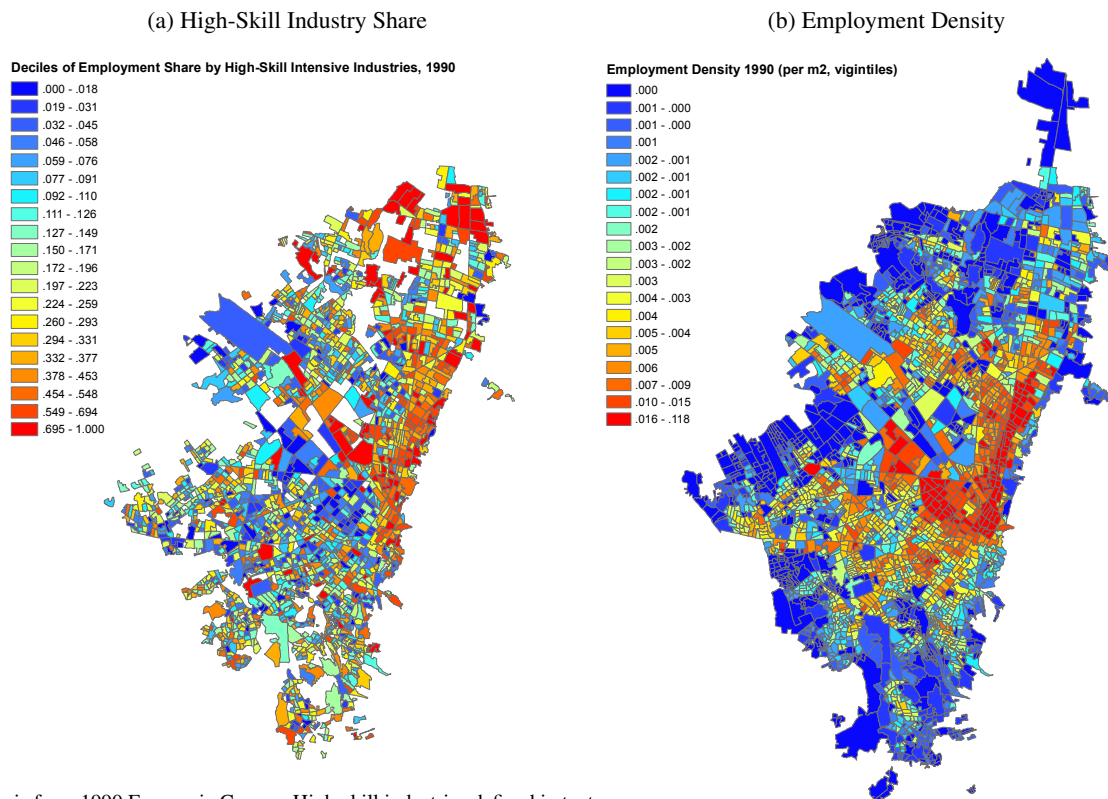 (a) High-Skill Industry Share
Deciles of Employment Share by High-Skill Intensive Industries, 1990
.000 - .018
.019 - .031
.032 - .045
.046 - .058
.059 - .076
.077 - .091
.092 - .110
.111 - .126
.127 - .149
.150 - .171
.172 - .196
.197 - .223
.224 - .259
.260 - .293
.294 - .331
.332 - .377
.378 - .453
.454 - .548
.549 - .694
.695 - 1.000
(b) Employment Density
Employment Density 1990 (per m2, vigintiles)
.000
.001 - .000
.001 - .000
.001
.002 - .001
.002 - .001
.002 - .001
.002 - .001
.002
.003 - .002
.003 - .002
.003
.004 - .003
.004
.005 - .004
.005
.006
.007 - .009
.010 - .015
.016 - .118